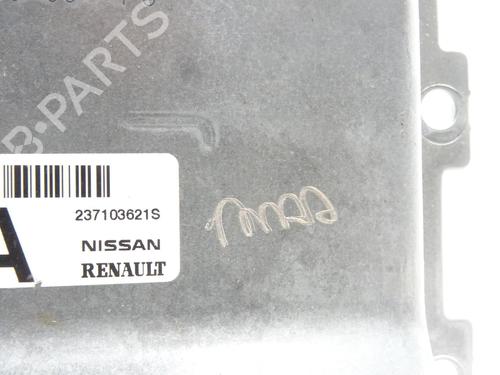 237103621S
NISSAN
RENAULT
A
B-PARTS